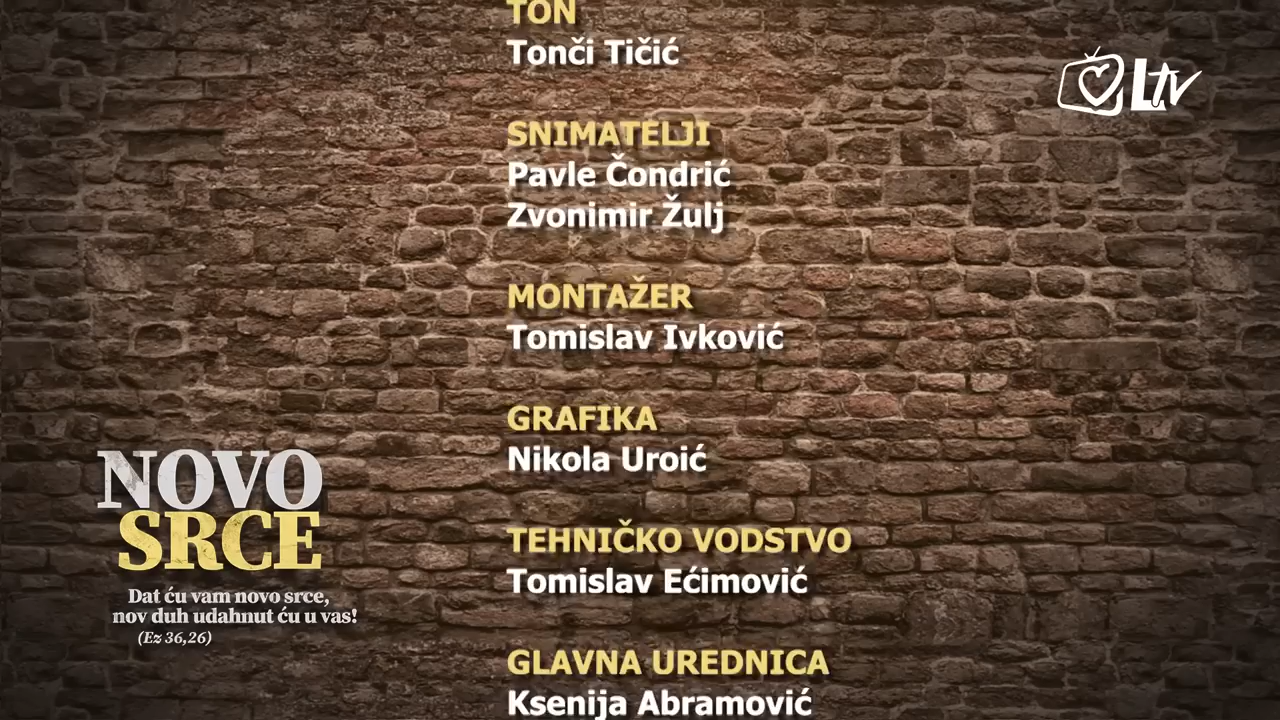 TON
Tonči Tičić
SNIMATELJI
Pavle Čondrić
Zvonimir Žulj
MONTAŽER
Tomislav Ivković
GRAFIKA
Nikola Uroić
TEHNIČKO VODSTVO
Tomislav Ećimović
GLAVNA UREDNICA
Ksenija Abramović
NOVO
SRCE
Dat ću vam novo srce,
nov duh udahnut ću u vas!
(Ez 36,26)
Ltv